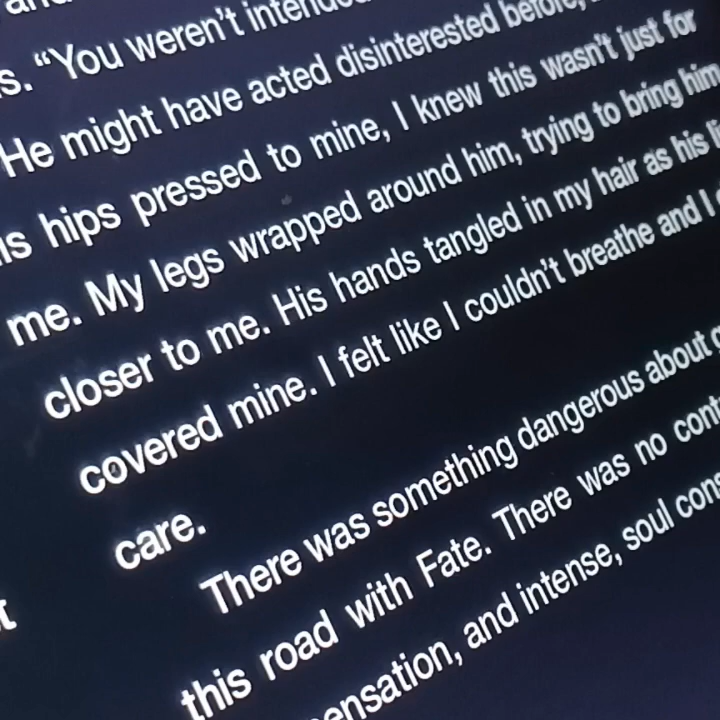 "You weren't
He might have acted disinterested before,
hips pressed to mine, I knew this wasn't just for
me. My legs wrapped around him, trying to bring him
closer to me. His hands tangled in my hair as his
covered mine. I felt like I couldn't breathe and I
care.
There was something dangerous about
this road with Fate. There was no
and intense, soul